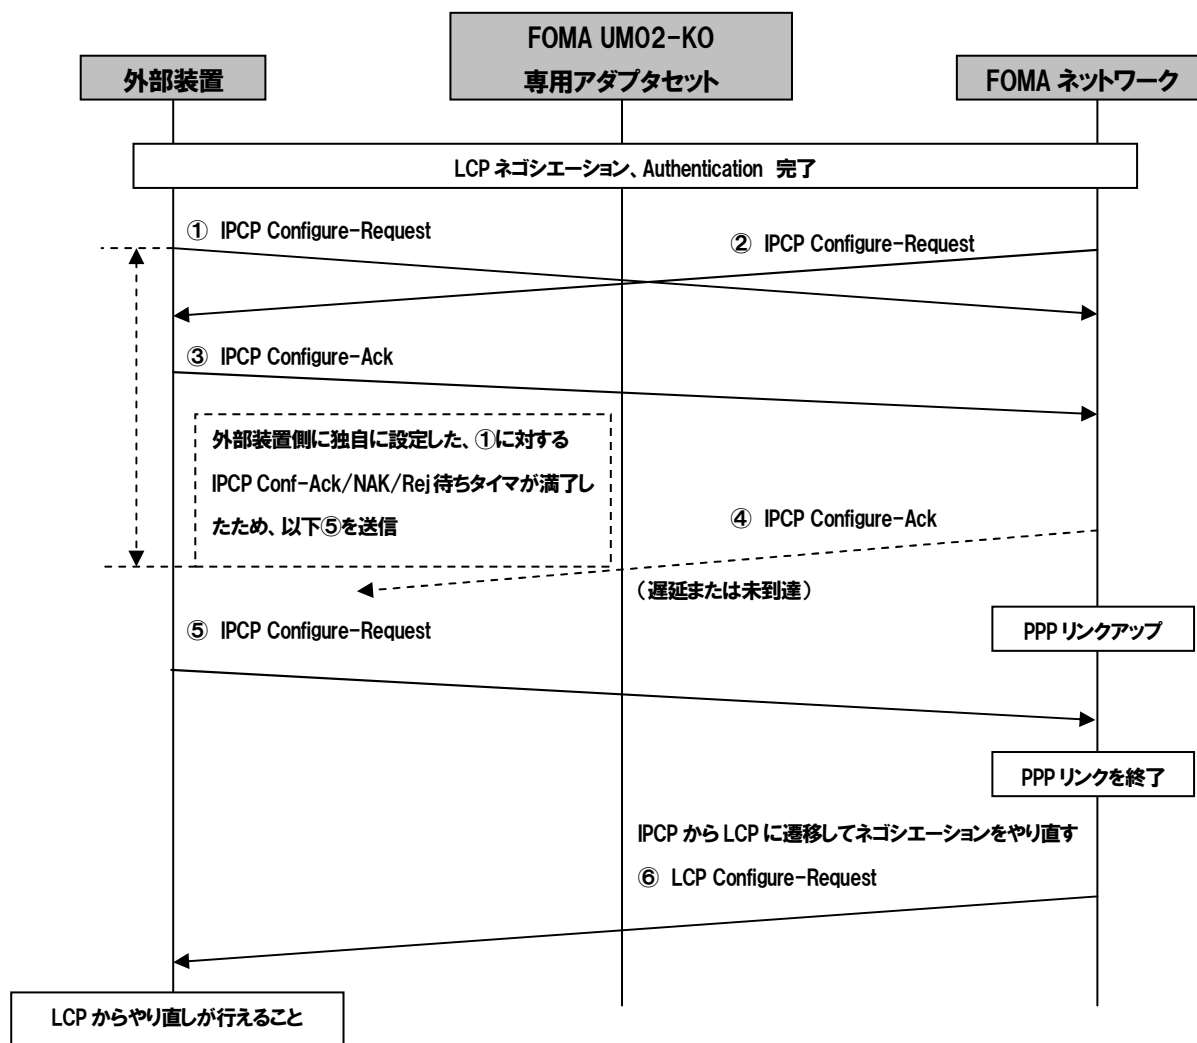 FOMA UM02-KO
専用アダプタセット
外部装置
FOMA ネットワーク
LCP ネゴシエーション、Authentication 完了
① IPCP Configure-Request
② IPCP Configure-Request
③ IPCP Configure-Ack
外部装置側に独自に設定した、①に対する
IPCP Conf-Ack/NAK/Rej 待ちタイマが満了し
たため、以下⑤を送信
④ IPCP Configure-Ack
（遅延または未到達）
⑤ IPCP Configure-Request
PPP リンクアップ
PPP リンクを終了
IPCP から LCP に遷移してネゴシエーションをやり直す
⑥ LCP Configure-Request
LCP からやり直しが行えること